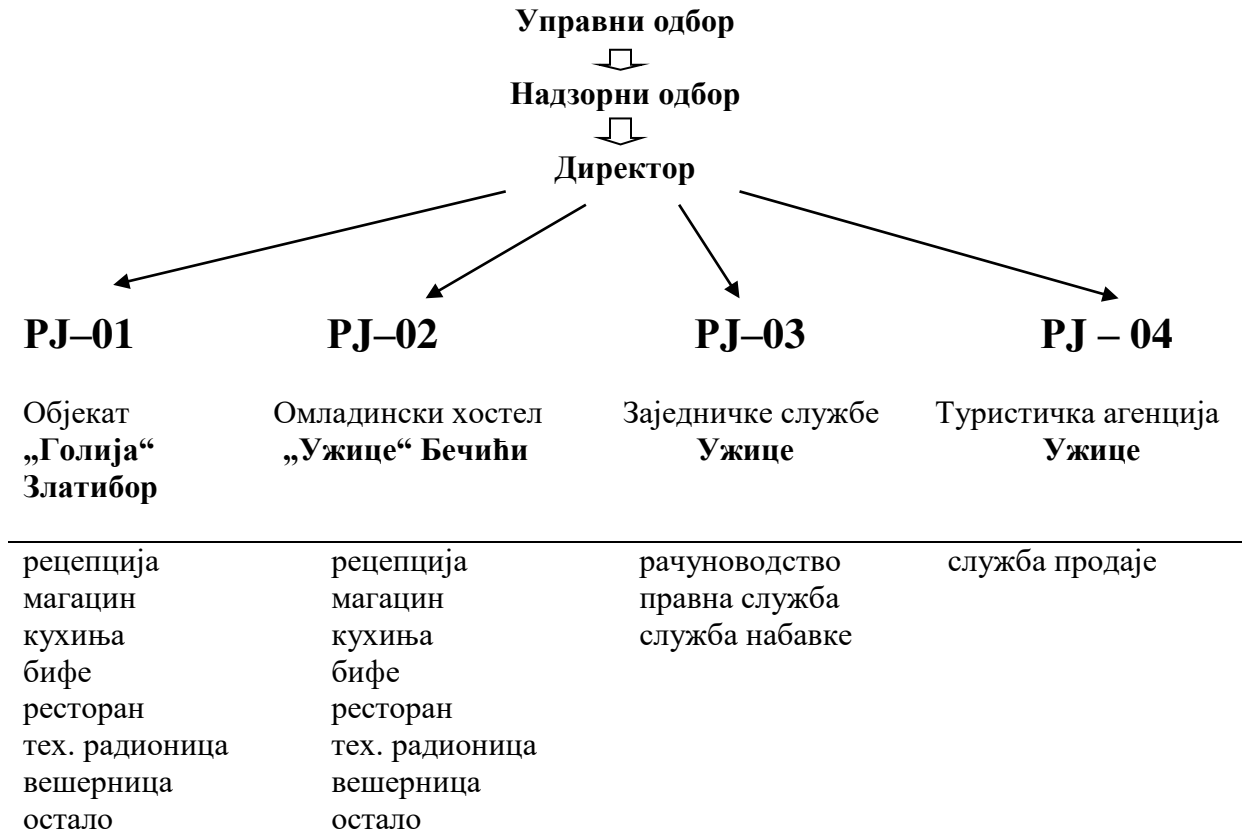 Управни одбор
Надзорни одбор
Директор
РЈ–01 РЈ–02 РЈ–03 РЈ – 04
Објекат Омладински хостел Заједничке службе Туристичка агенција
„Голија“ „Ужице“ Бечићи Ужице Ужице
Златибор
рецепција рецепција рачуноводство служба продаје
магацин магацин правна служба
кухиња кухиња служба набавке
бифе бифе
ресторан ресторан
тех. радионица тех. радионица
вешерница вешерница
остало остало